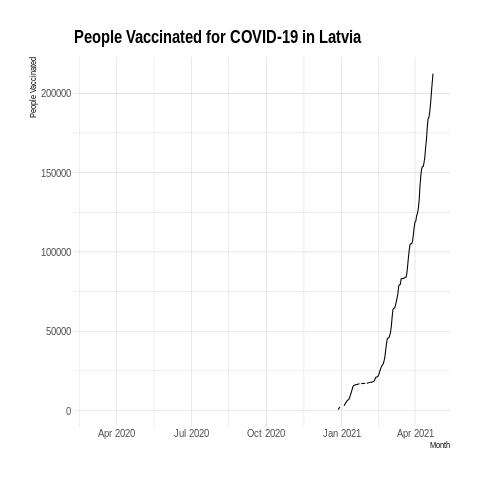 People Vaccinated for COVID-19 in Latvia
People Vaccinated
200000
150000
100000
50000
0
Apr 2020 Jul 2020 Oct 2020 Jan 2021 Apr 2021
Month